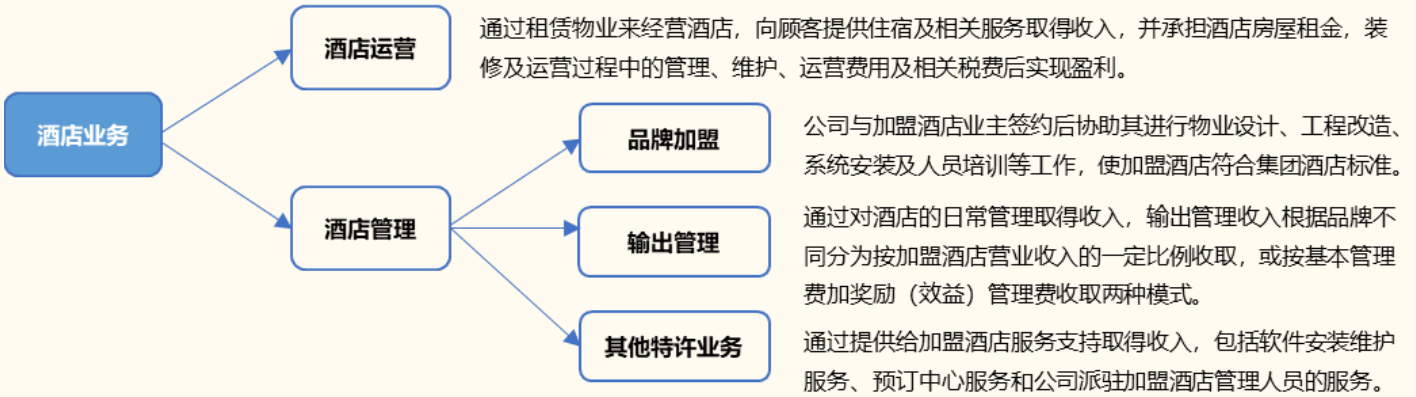 酒店业务
酒店运营
通过租赁物业来经营酒店，向顾客提供住宿及相关服务取得收入，并承担酒店房屋租金，装
修及运营过程中的管理、维护、运营费用及相关税费后实现盈利。
酒店管理
品牌加盟
公司与加盟酒店业主签约后协助其进行物业设计、工程改造、
系统安装及人员培训等工作，使加盟酒店符合集团酒店标准。
输出管理
通过对酒店的日常管理取得收入，输出管理收入根据品牌不
同分为按加盟酒店营业收入的一定比例收取，或按基本管理
费加奖励（效益）管理费收取两种模式。
其他特许业务
通过提供给加盟酒店服务支持取得收入，包括软件安装维护
服务、预订中心服务和公司派驻加盟酒店管理人员的服务。